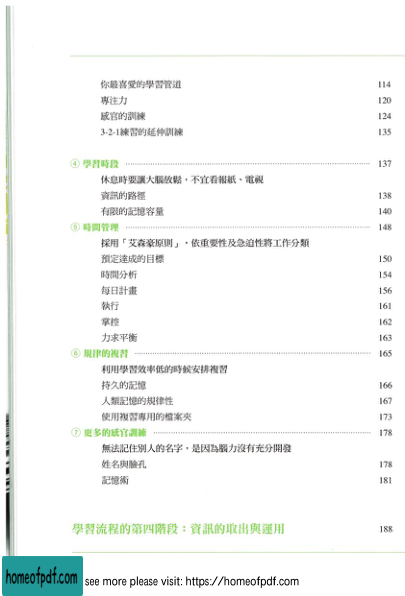 你最喜愛的學習管道 114
專注力 120
感官的訓練 124
3-2-1練習的延伸訓練 135
④ 學習時段 137
休息時要讓大腦放鬆，不宜看報紙、電視
資訊的路徑 138
有限的記憶容量 140
⑤ 時間管理 148
採用「艾森豪原則」，依重要性及急迫性將工作分類
預定達成的目標 150
時間分析 154
每日計畫 156
執行 161
掌控 162
力求平衡 163
⑥ 規律的複習 165
利用學習效率低的時候安排複習
持久的記憶 166
人類記憶的規律性 167
使用複習專用的檔案夾 173
⑦ 更多的感官訓練 178
無法記住別人的名字，是因為腦力沒有充分開發
姓名與臉孔 178
記憶術 181
學習流程的第四階段：資訊的取出與運用 188
homeofpdf.com
see more please visit: https://homeofpdf.com